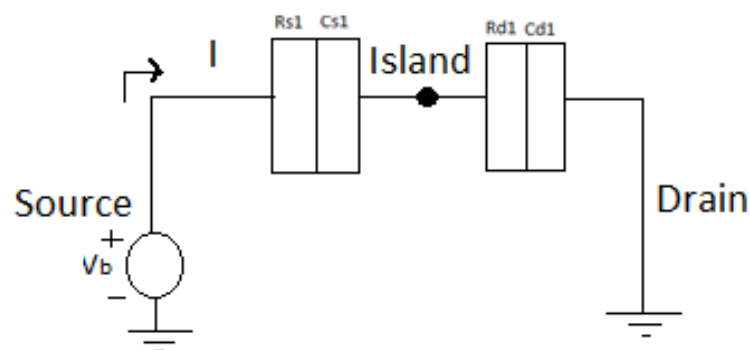 Rs1 Cs1
Rd1 Cd1
I
Island
Source
Drain
+
Vb
−